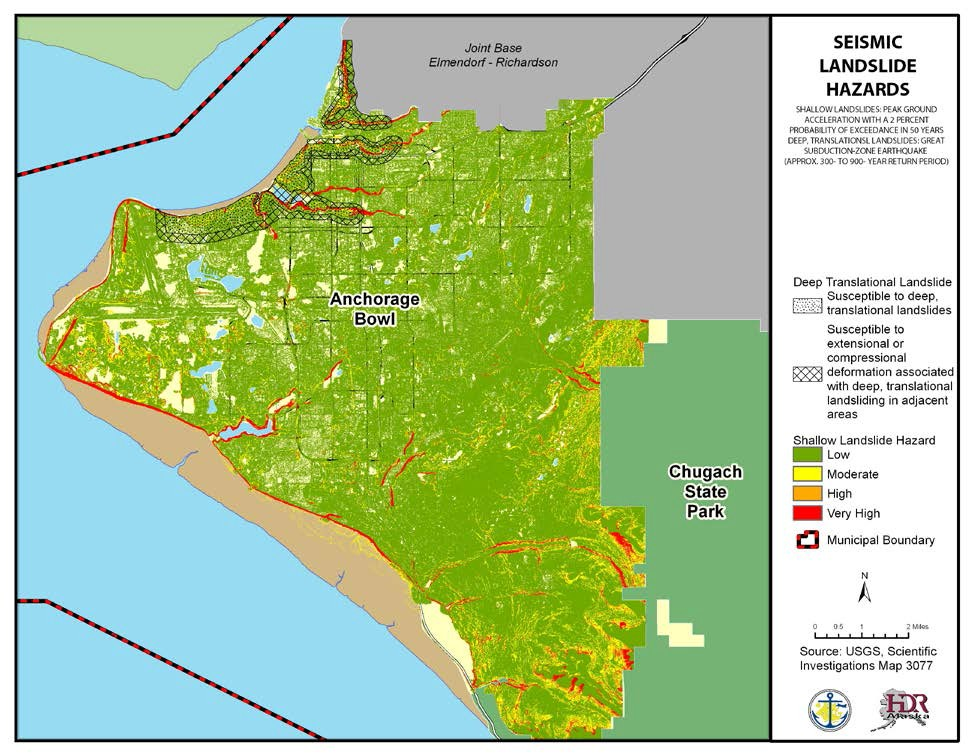 Joint Base
Elmendorf - Richardson
Anchorage
Bowl
Chugach
State
Park
SEISMIC
LANDSLIDE
HAZARDS
SHALLOW LANDSLIDES: PEAK GROUND
ACCELERATION WITH A 2 PERCENT
PROBABILITY OF EXCEEDANCE IN 50 YEARS
DEEP, TRANSLATIONSL LANDSLIDES: GREAT
SUBDUCTION-ZONE EARTHQUAKE
(APPROX. 300- TO 900- YEAR RETURN PERIOD)
Deep Translational Landslide
Susceptible to deep,
translational landslides
Susceptible to
extensional or
compressional
deformation associated
with deep, translational
landsliding in adjacent
areas
Shallow Landslide Hazard
Low
Moderate
High
Very High
Municipal Boundary
N
0 0.5 1 2 Miles
Source: USGS, Scientific
Investigations Map 3077
HDR
Alaska